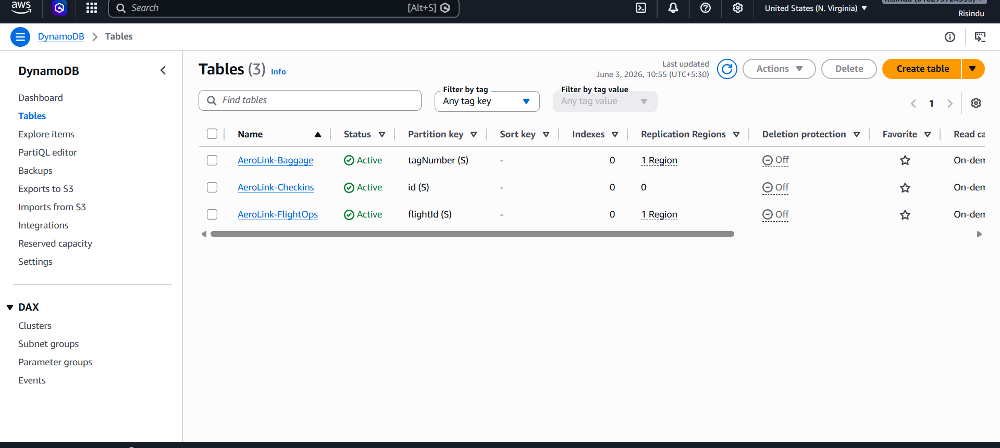 aws
Search [Alt+S]
United States (N. Virginia)
Risindu
DynamoDB > Tables
DynamoDB
Dashboard
Tables
Explore items
PartiQL editor
Backups
Exports to S3
Imports from S3
Integrations
Reserved capacity
Settings
DAX
Clusters
Subnet groups
Parameter groups
Events
Tables (3) Info
Last updated
June 3, 2026, 10:55 (UTC+5:30)
Actions
Delete
Create table
Find tables
Filter by tag
Any tag key
Filter by tag value
Any tag value
1
Name Status Partition key Sort key Indexes Replication Regions Deletion protection Favorite Read ca
AeroLink-Baggage Active tagNumber (S) - 0 1 Region Off On-dem
AeroLink-Checkins Active id (S) - 0 0 Off On-dem
AeroLink-FlightOps Active flightId (S) - 0 1 Region Off On-dem